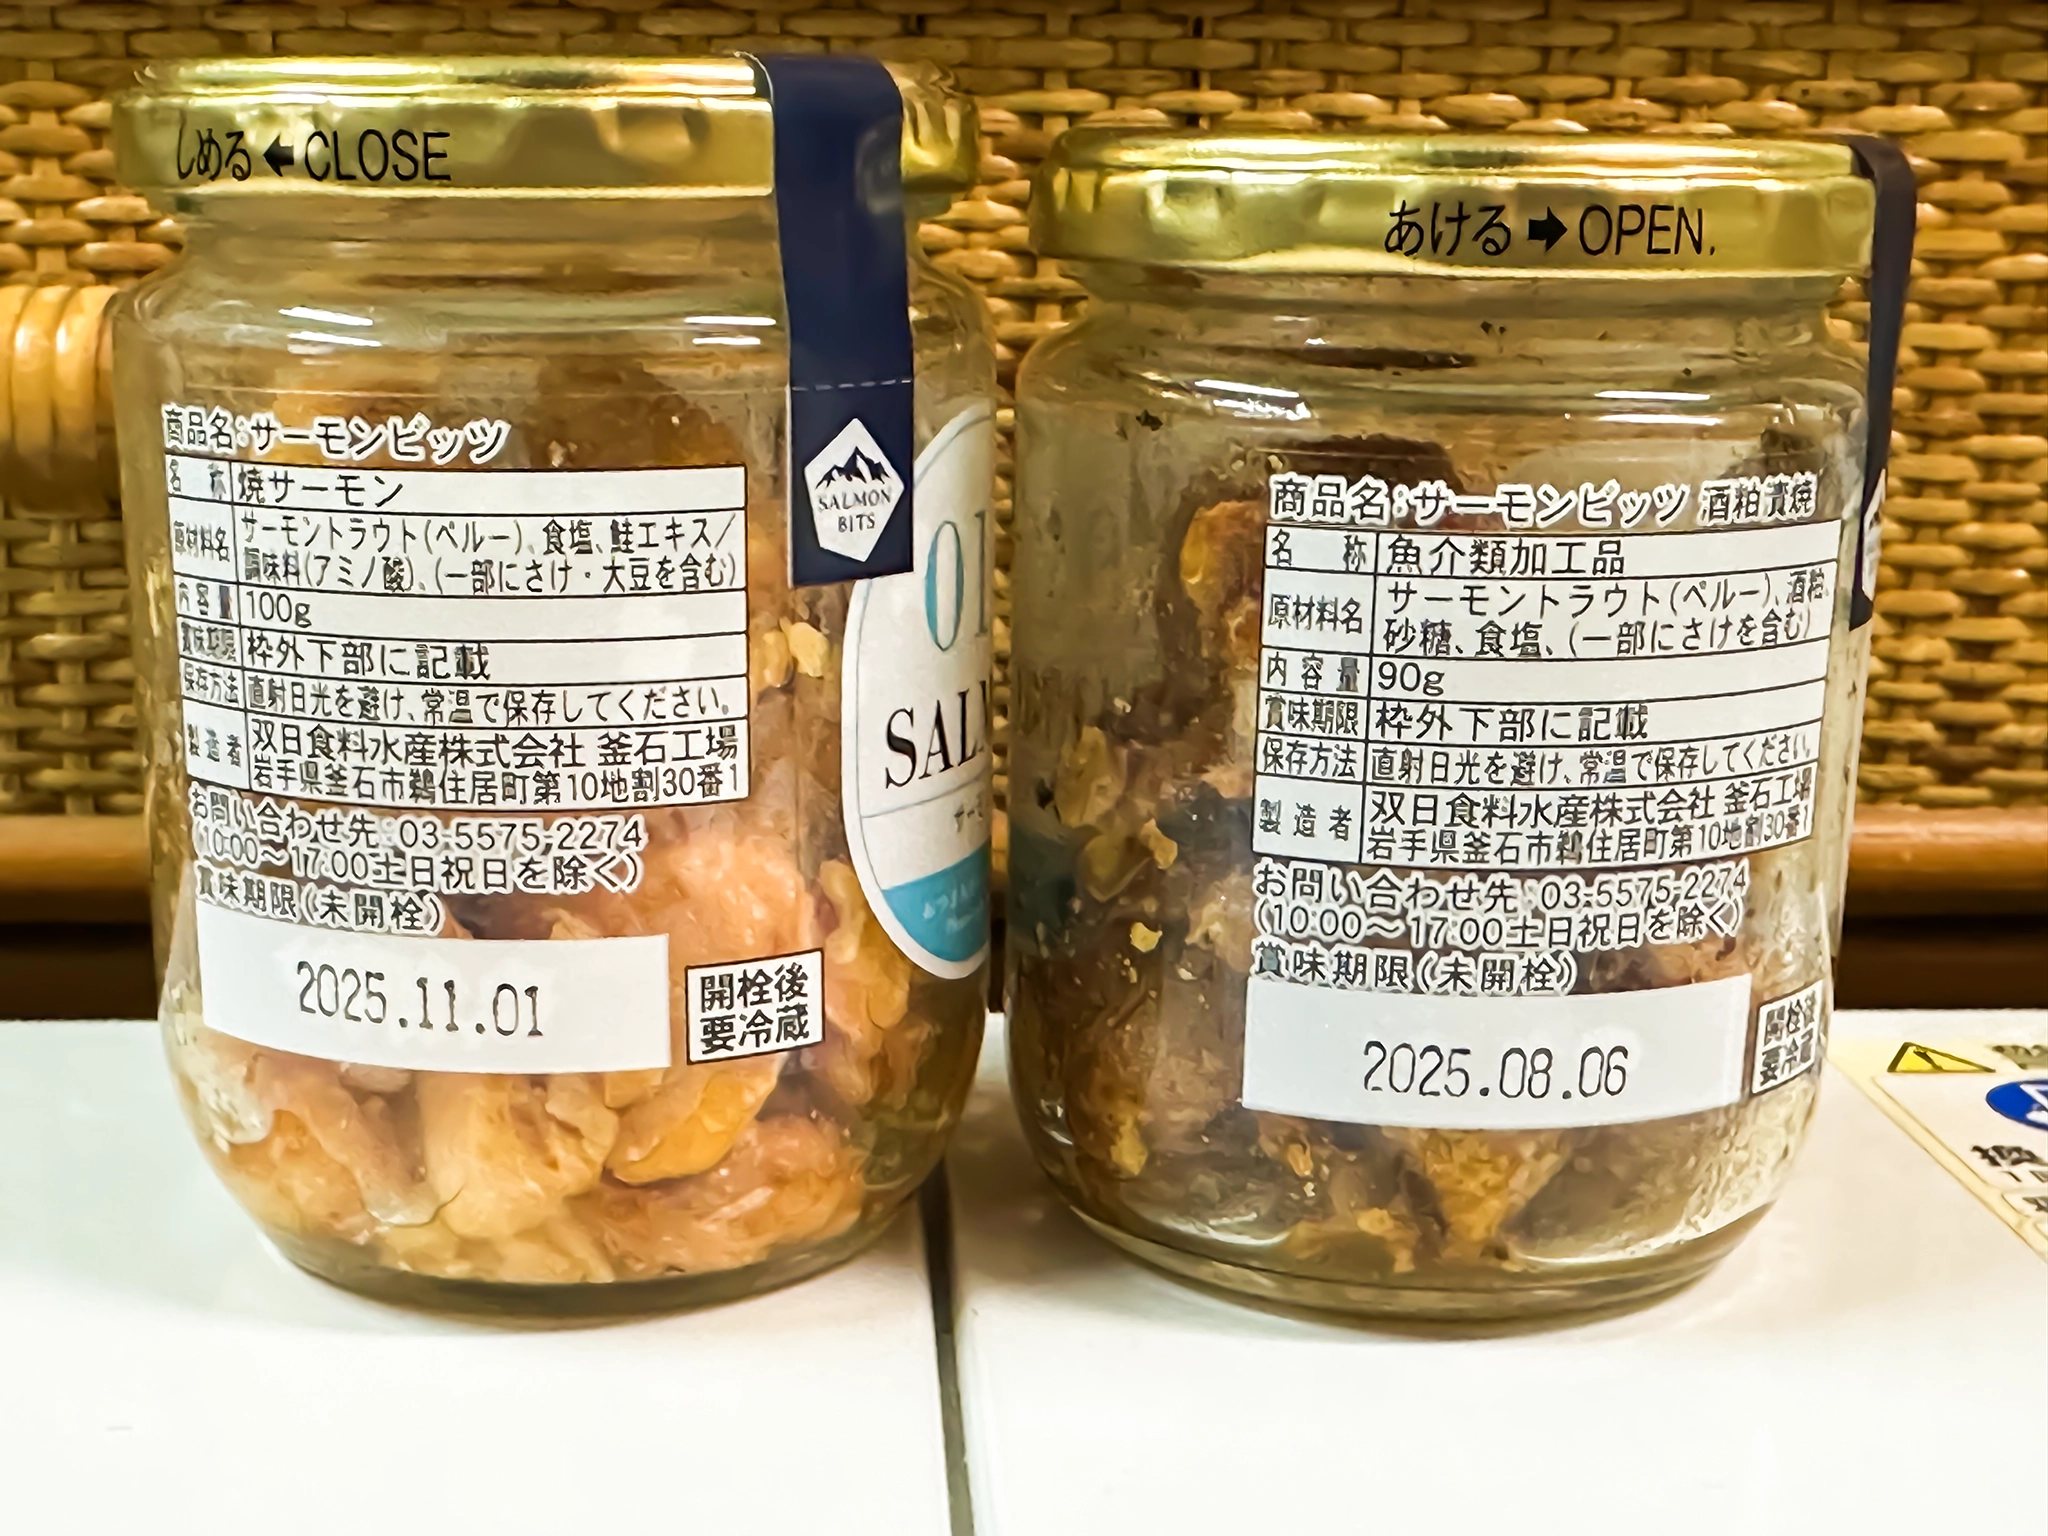 しめる ← CLOSE
SALMON
BITS
商品名:サーモンビッツ
名 称 焼サーモン
原材料名 サーモントラウト(ペルー)、食塩、鮭エキス/
調味料(アミノ酸)、(一部にさけ・大豆を含む)
内容量 100g
賞味期限 枠外下部に記載
保存方法 直射日光を避け、常温で保存してください。
製造者 双日食料水産株式会社 釜石工場
岩手県釜石市鵜住居町第10地割30番1
お問い合わせ先:03-5575-2274
(10:00~17:00土日祝日を除く)
賞味期限(未開栓)
2025.11.01
開栓後
要冷蔵
01
SAL
サーモ
あける → OPEN.
商品名:サーモンビッツ 酒粕漬焼
名 称 魚介類加工品
原材料名 サーモントラウト(ペルー)、酒粕、
砂糖、食塩、(一部にさけを含む)
内容量 90g
賞味期限 枠外下部に記載
保存方法 直射日光を避け、常温で保存してください。
製造者 双日食料水産株式会社 釜石工場
岩手県釜石市鵜住居町第10地割30番1
お問い合わせ先:03-5575-2274
(10:00~17:00土日祝日を除く)
賞味期限(未開栓)
2025.08.06
開栓後
要冷蔵